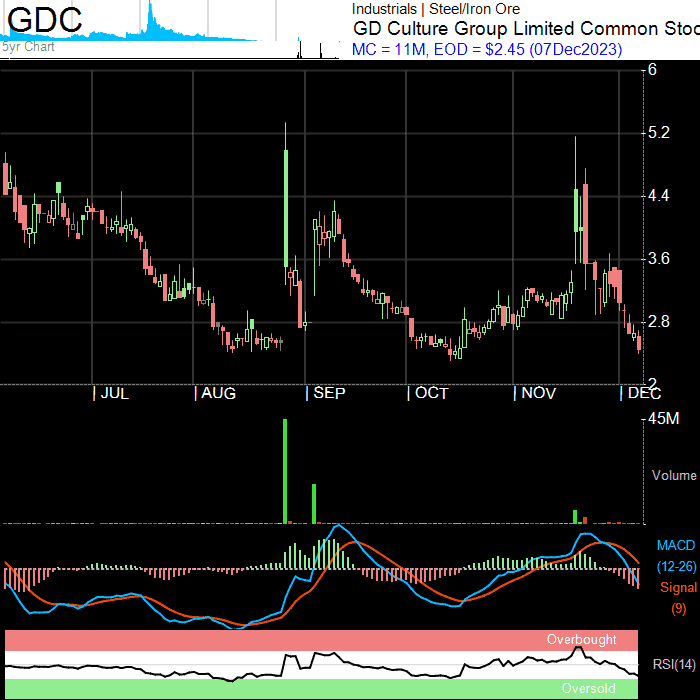 GDC
5yr Chart
Industrials | Steel/Iron Ore
GD Culture Group Limited Common Stoc
MC = 11M, EOD = $2.45 (07Dec2023)
6
5.2
4.4
3.6
2.8
2
JUL
AUG
SEP
OCT
NOV
DEC
45M
Volume
MACD
(12-26)
Signal
(9)
Overbought
RSI(14)
Oversold